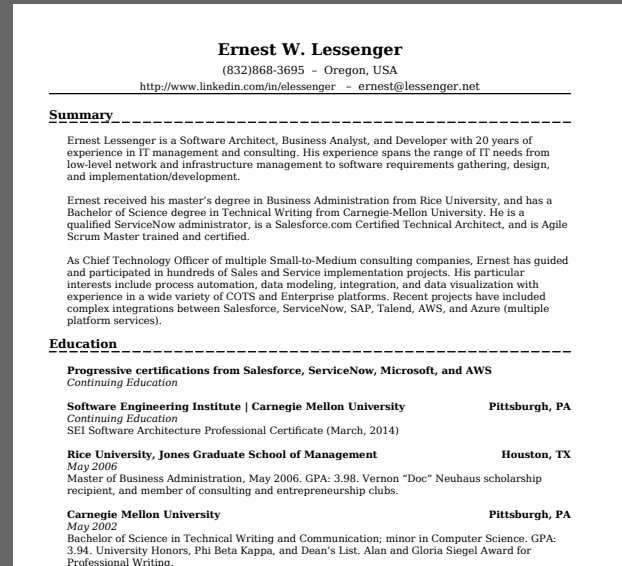 Ernest W. Lessenger
(832)868-3695 – Oregon, USA
http://www.linkedin.com/in/elessenger – ernest@lessenger.net
Summary
Ernest Lessenger is a Software Architect, Business Analyst, and Developer with 20 years of
experience in IT management and consulting. His experience spans the range of IT needs from
low-level network and infrastructure management to software requirements gathering, design,
and implementation/development.
Ernest received his master's degree in Business Administration from Rice University, and has a
Bachelor of Science degree in Technical Writing from Carnegie-Mellon University. He is a
qualified ServiceNow administrator, is a Salesforce.com Certified Technical Architect, and is Agile
Scrum Master trained and certified.
As Chief Technology Officer of multiple Small-to-Medium consulting companies, Ernest has guided
and participated in hundreds of Sales and Service implementation projects. His particular
interests include process automation, data modeling, integration, and data visualization with
experience in a wide variety of COTS and Enterprise platforms. Recent projects have included
complex integrations between Salesforce, ServiceNow, SAP, Talend, AWS, and Azure (multiple
platform services).
Education
Progressive certifications from Salesforce, ServiceNow, Microsoft, and AWS
Continuing Education
Software Engineering Institute | Carnegie Mellon University Pittsburgh, PA
Continuing Education
SEI Software Architecture Professional Certificate (March, 2014)
Rice University, Jones Graduate School of Management Houston, TX
May 2006
Master of Business Administration, May 2006. GPA: 3.98. Vernon “Doc” Neuhaus scholarship
recipient, and member of consulting and entrepreneurship clubs.
Carnegie Mellon University Pittsburgh, PA
May 2002
Bachelor of Science in Technical Writing and Communication; minor in Computer Science. GPA:
3.94. University Honors, Phi Beta Kappa, and Dean’s List. Alan and Gloria Siegel Award for
Professional Writing.